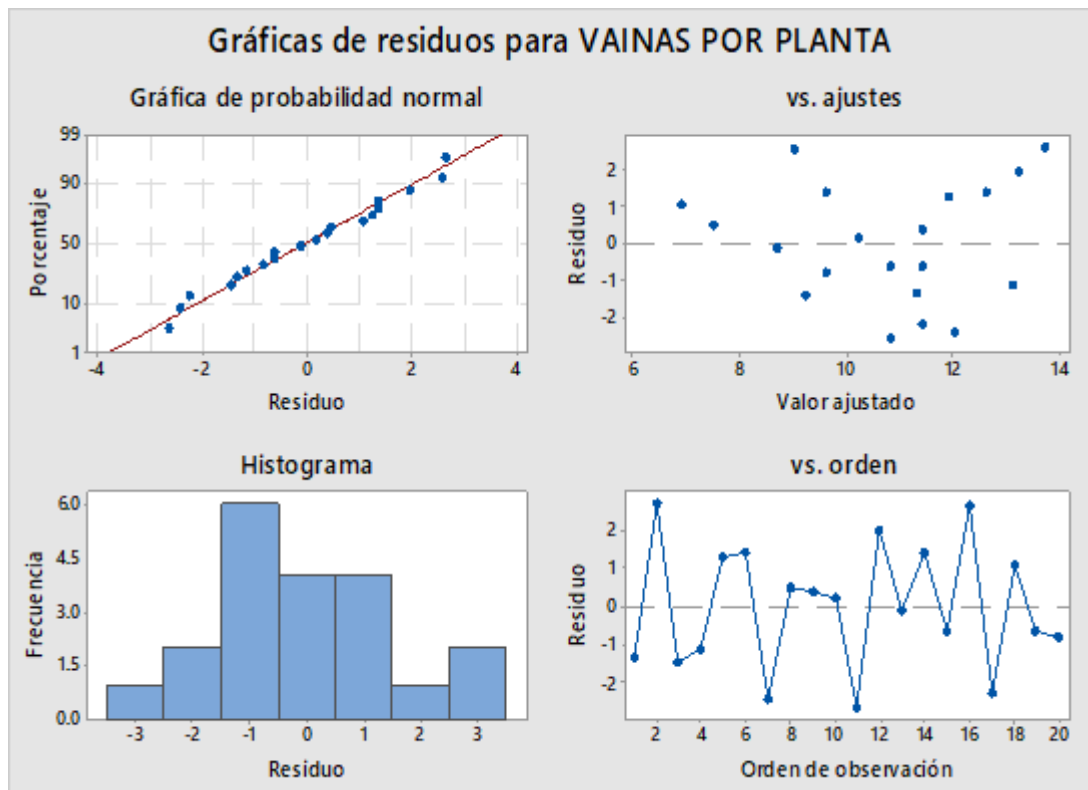 Gráficas de residuos para VAINAS POR PLANTA
Gráfica de probabilidad normal
99
90
50
10
1
Porcentaje
-4 -2 0 2 4
Residuo
vs. ajustes
2
1
0
-1
-2
Residuo
6 8 10 12 14
Valor ajustado
Histograma
6.0
4.5
3.0
1.5
0.0
Frecuencia
-3 -2 -1 0 1 2 3
Residuo
vs. orden
2
1
0
-1
-2
Residuo
2 4 6 8 10 12 14 16 18 20
Orden de observación